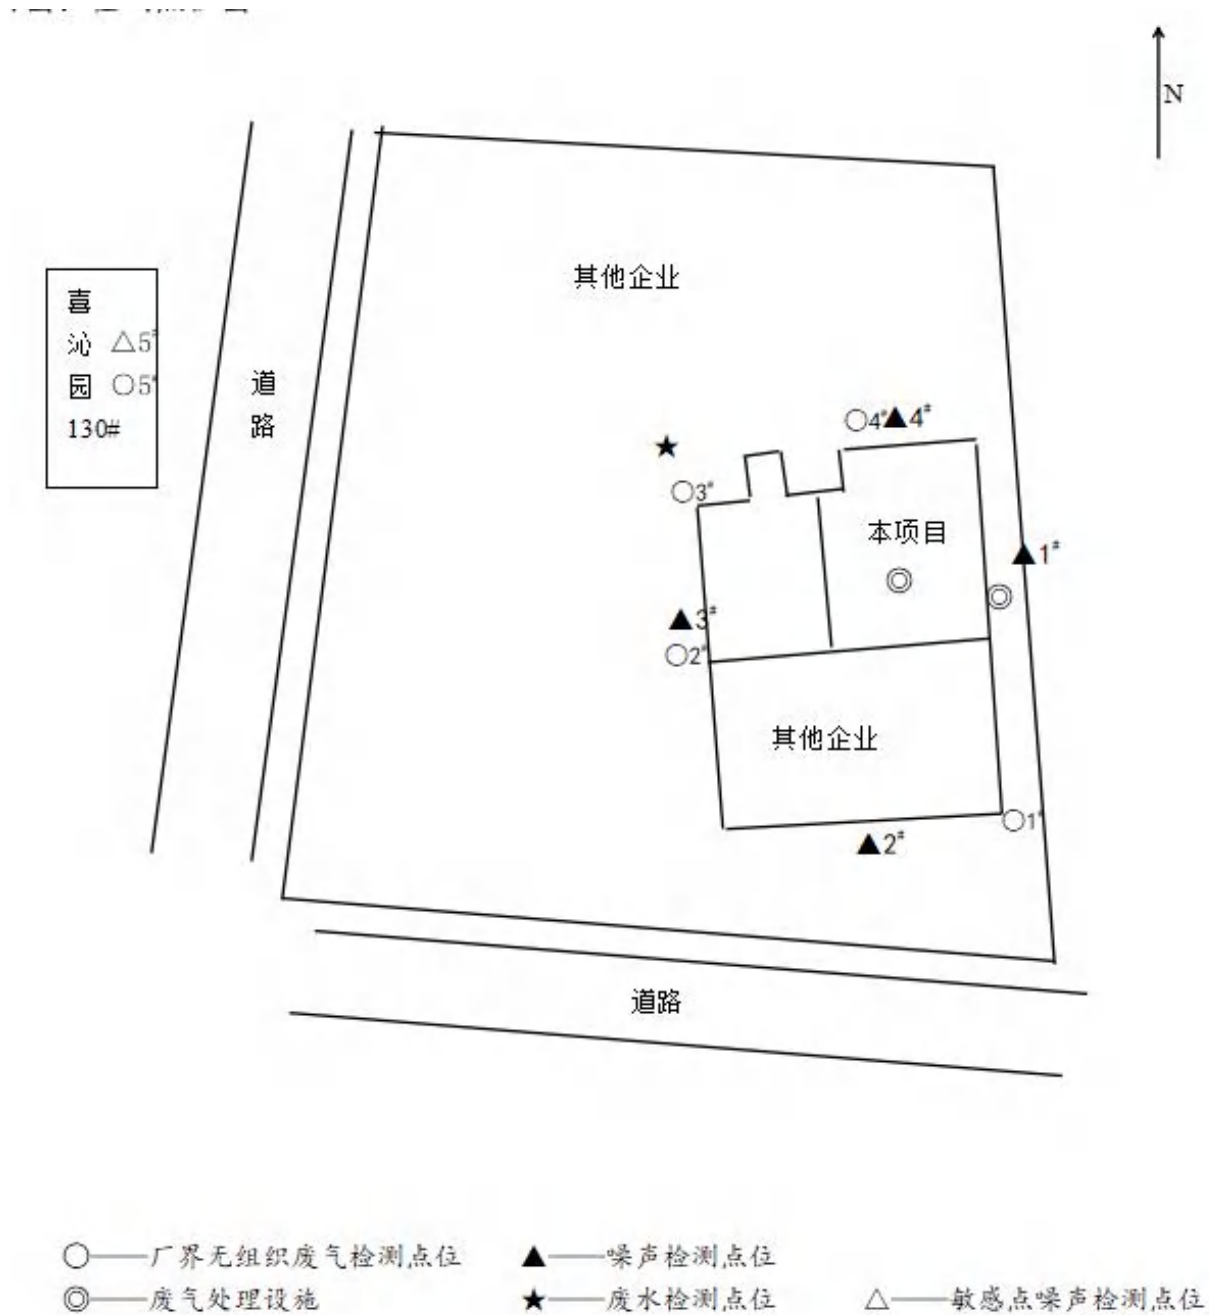 N
其他企业
喜
沁 △5#
园 ○5#
130#
道
路
○4# ▲4#
★
○3#
本项目
◎
▲1#
◎
▲3#
○2#
其他企业
○1#
▲2#
道路
○——厂界无组织废气检测点位 ▲——噪声检测点位
◎——废气处理设施 ★——废水检测点位 △——敏感点噪声检测点位